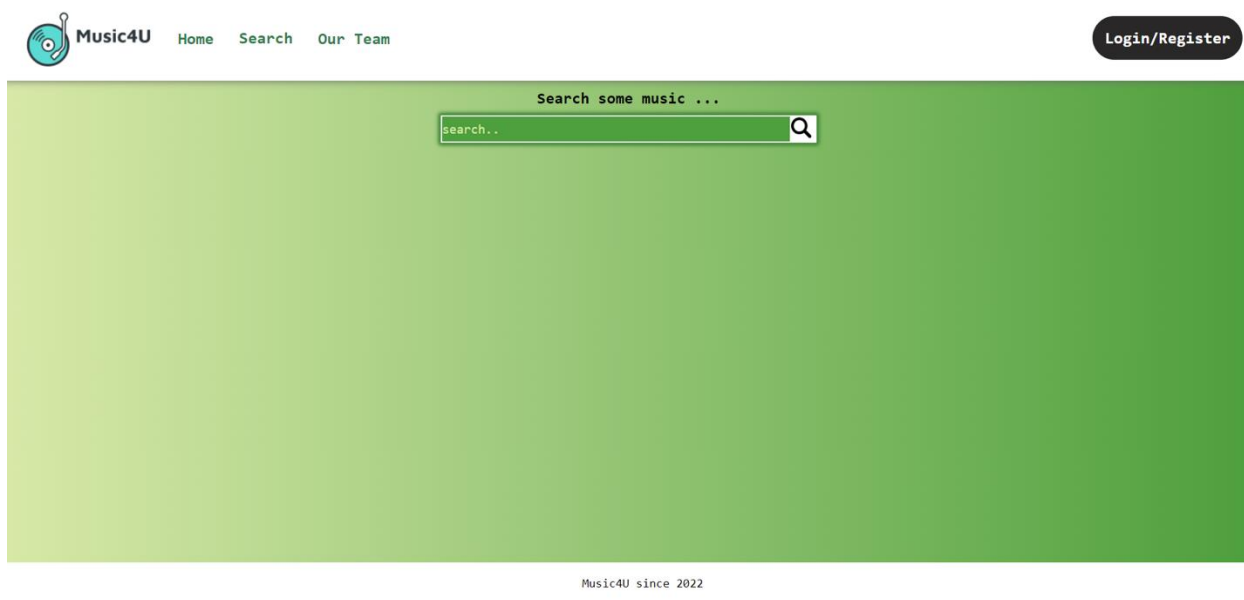 Music4U Home Search Our Team Login/Register
Search some music ...
search..
Music4U since 2022